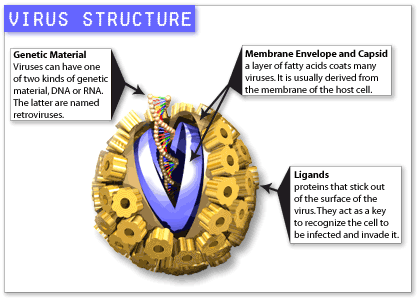 VIRUS STRUCTURE
Genetic Material
Viruses can have one
of two kinds of genetic
material, DNA or RNA.
The latter are named
retroviruses.
Membrane Envelope and Capsid
a layer of fatty acids coats many
viruses. It is usually derived from
the membrane of the host cell.
Ligands
proteins that stick out
of the surface of the
virus. They act as a key
to recognize the cell to
be infected and invade it.